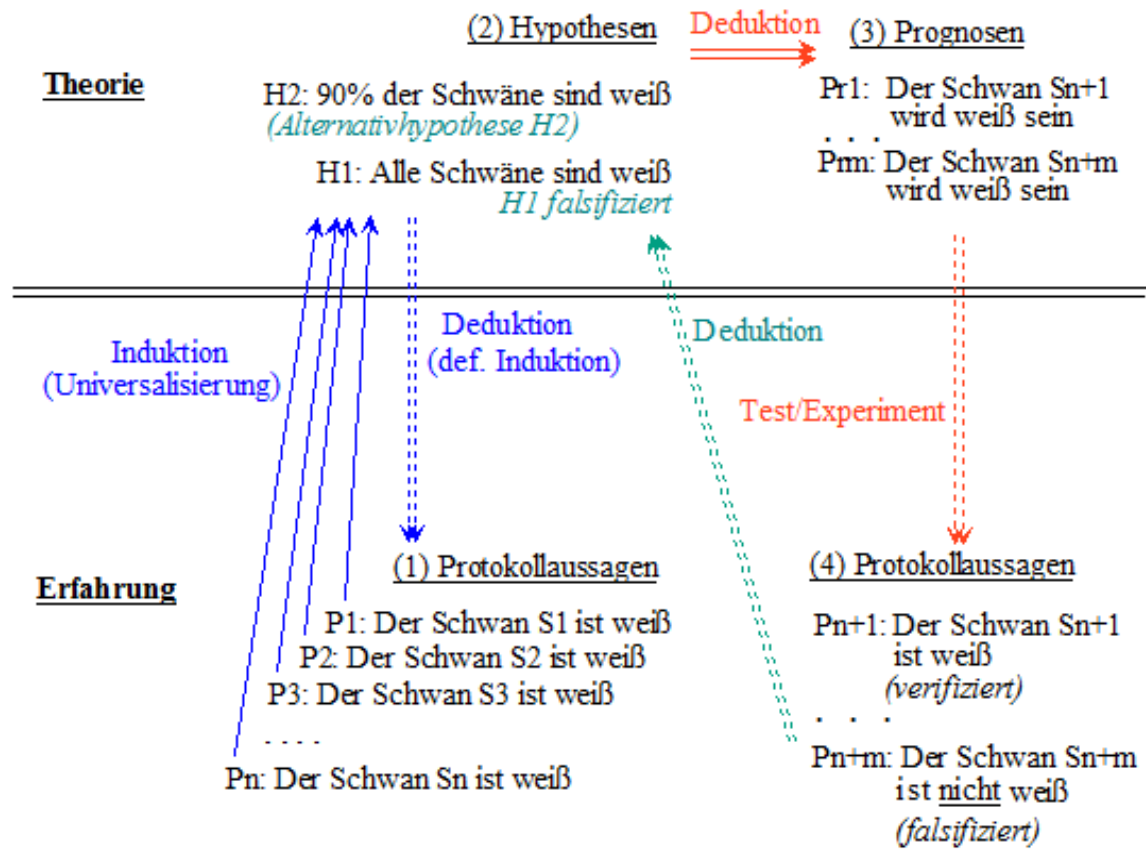 (2) Hypothesen
Deduktion
(3) Prognosen
Theorie
H2: 90% der Schwäne sind weiß
(Alternativhypothese H2)
H1: Alle Schwäne sind weiß
H1 falsifiziert
Pr1: Der Schwan Sn+1
wird weiß sein
. . .
Prm: Der Schwan Sn+m
wird weiß sein
Induktion
(Universalisierung)
Deduktion
(def. Induktion)
Deduktion
Test/Experiment
Erfahrung
(1) Protokollaussagen
P1: Der Schwan S1 ist weiß
P2: Der Schwan S2 ist weiß
P3: Der Schwan S3 ist weiß
. . . .
Pn: Der Schwan Sn ist weiß
(4) Protokollaussagen
Pn+1: Der Schwan Sn+1
ist weiß
(verifiziert)
. . .
Pn+m: Der Schwan Sn+m
ist nicht weiß
(falsifiziert)